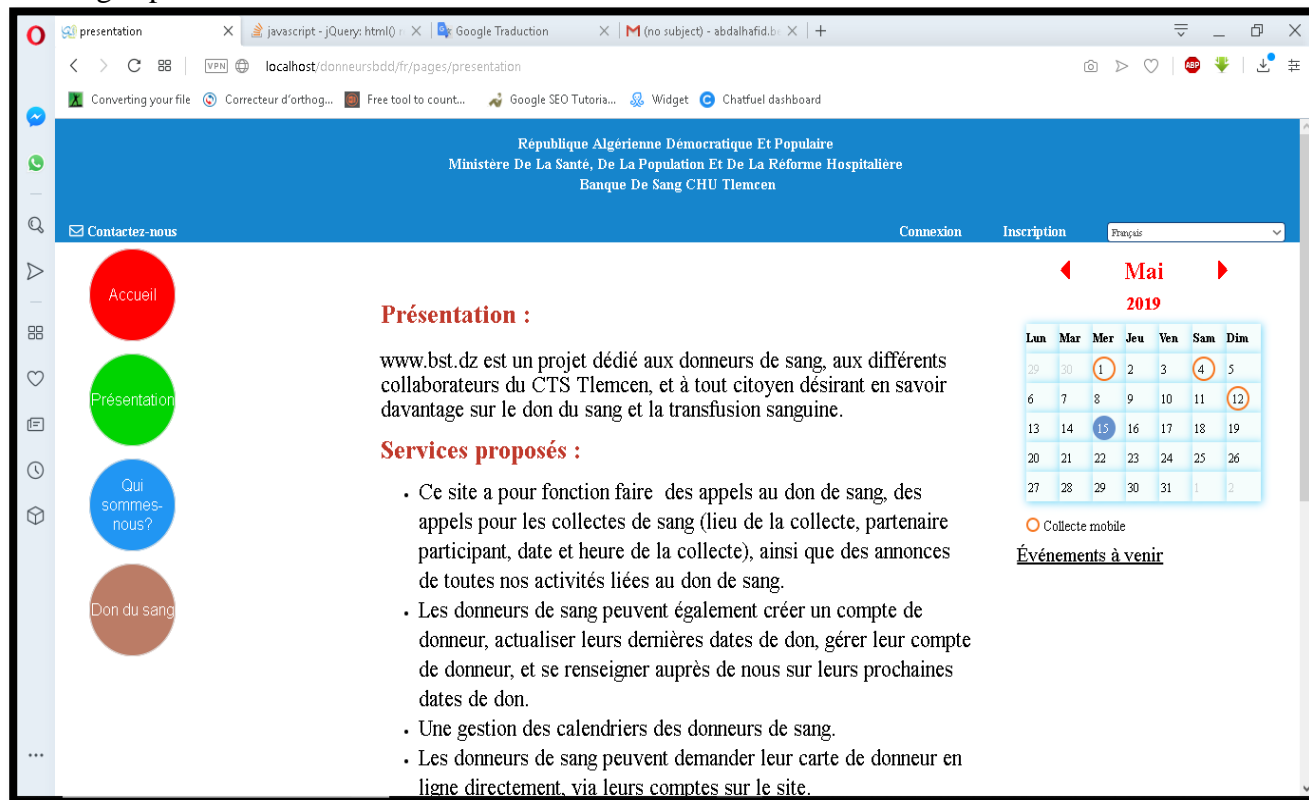 presentation
javascript - jQuery: html()
Google Traduction
(no subject) - abdalhafid.b
VPN
localhost/donneursbdd/fr/pages/presentation
ABP
Converting your file
Correcteur d'orthog...
Free tool to count...
Google SEO Tutoria...
Widget
Chatfuel dashboard
République Algérienne Démocratique Et Populaire
Ministère De La Santé, De La Population Et De La Réforme Hospitalière
Banque De Sang CHU Tlemcen
Contactez-nous
Connexion
Inscription
Français
Accueil
Présentation
Qui
sommes-
nous?
Don du sang
Présentation :
www.bst.dz est un projet dédié aux donneurs de sang, aux différents
collaborateurs du CTS Tlemcen, et à tout citoyen désirant en savoir
davantage sur le don du sang et la transfusion sanguine.
Services proposés :
• Ce site a pour fonction faire des appels au don de sang, des
appels pour les collectes de sang (lieu de la collecte, partenaire
participant, date et heure de la collecte), ainsi que des annonces
de toutes nos activités liées au don de sang.
• Les donneurs de sang peuvent également créer un compte de
donneur, actualiser leurs dernières dates de don, gérer leur compte
de donneur, et se renseigner auprès de nous sur leurs prochaines
dates de don.
• Une gestion des calendriers des donneurs de sang.
• Les donneurs de sang peuvent demander leur carte de donneur en
ligne directement, via leurs comptes sur le site.
Mai
2019
Lun Mar Mer Jeu Ven Sam Dim
29 30 1 2 3 4 5
6 7 8 9 10 11 12
13 14 15 16 17 18 19
20 21 22 23 24 25 26
27 28 29 30 31 1 2
Collecte mobile
Événements à venir